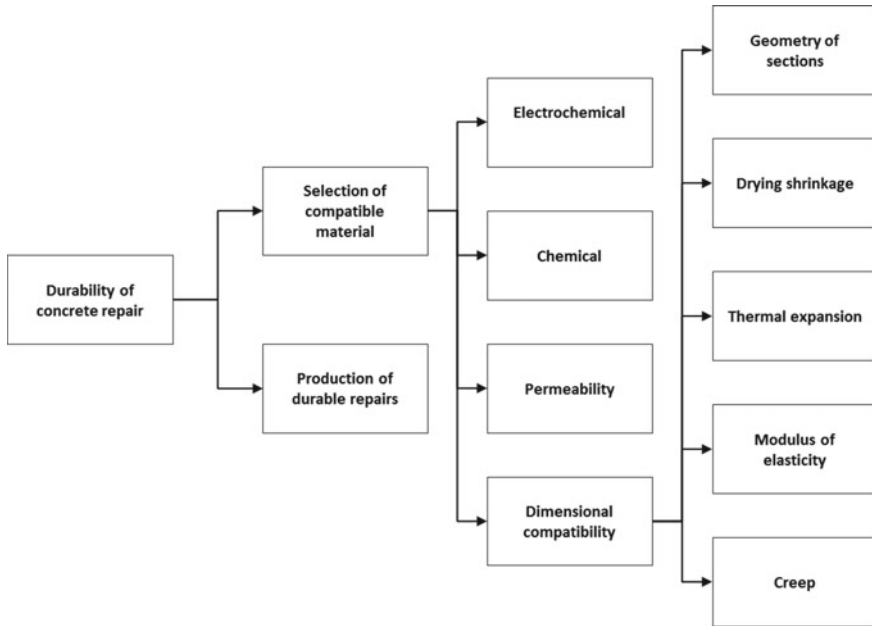 Durability of
concrete repair
Selection of
compatible
material
Production of
durable repairs
Electrochemical
Chemical
Permeability
Dimensional
compatibility
Geometry of
sections
Drying shrinkage
Thermal expansion
Modulus of
elasticity
Creep